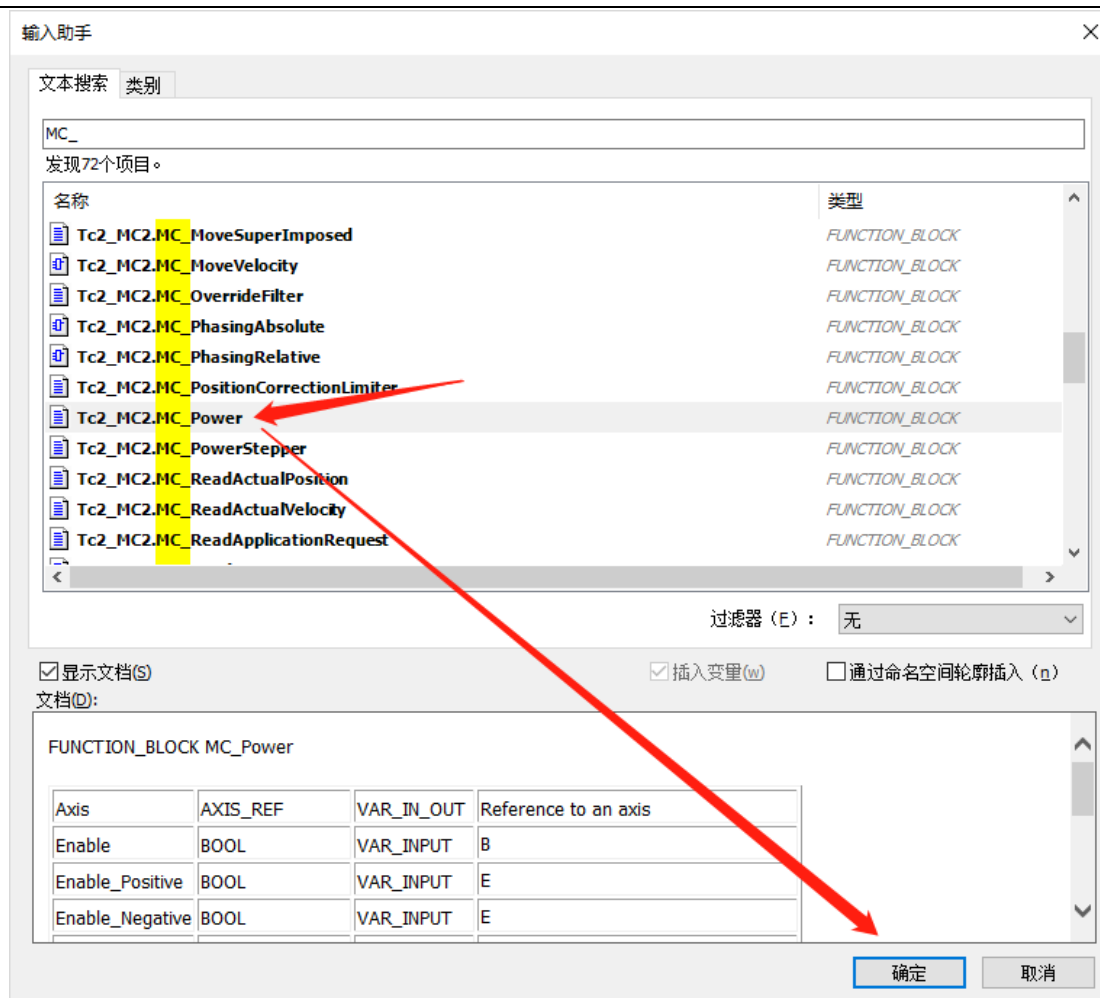 输入助手
文本搜索 类别
MC_
发现72个项目。
名称 类型
Tc2_MC2.MC_MoveSuperImposed FUNCTION_BLOCK
Tc2_MC2.MC_MoveVelocity FUNCTION_BLOCK
Tc2_MC2.MC_OverrideFilter FUNCTION_BLOCK
Tc2_MC2.MC_PhasingAbsolute FUNCTION_BLOCK
Tc2_MC2.MC_PhasingRelative FUNCTION_BLOCK
Tc2_MC2.MC_PositionCorrectionLimiter FUNCTION_BLOCK
Tc2_MC2.MC_Power FUNCTION_BLOCK
Tc2_MC2.MC_PowerStepper FUNCTION_BLOCK
Tc2_MC2.MC_ReadActualPosition FUNCTION_BLOCK
Tc2_MC2.MC_ReadActualVelocity FUNCTION_BLOCK
Tc2_MC2.MC_ReadApplicationRequest FUNCTION_BLOCK
过滤器（F）： 无
显示文档(S) 插入变量(w) 通过命名空间轮廓插入（n）
文档(D):
FUNCTION_BLOCK MC_Power
Axis AXIS_REF VAR_IN_OUT Reference to an axis
Enable BOOL VAR_INPUT B
Enable_Positive BOOL VAR_INPUT E
Enable_Negative BOOL VAR_INPUT E
确定 取消